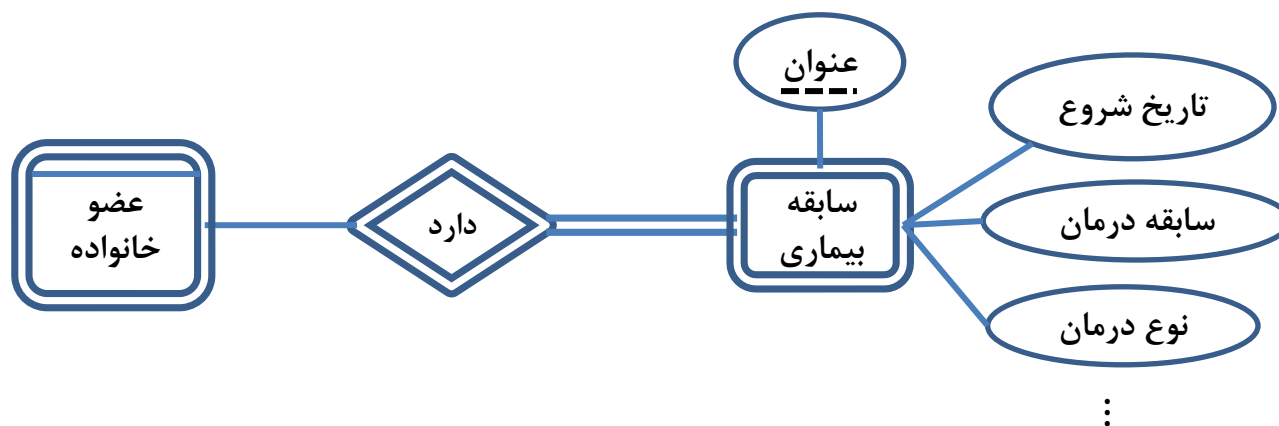 عنوان
تاریخ شروع
عضو
خانواده
دارد
سابقه
بیماری
سابقه درمان
نوع درمان
...